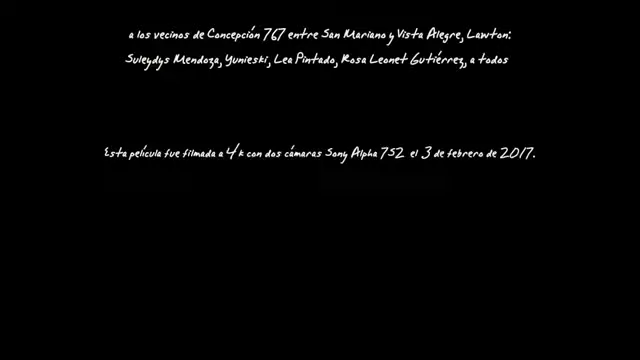 a los vecinos de Concepción 767 entre San Mariano y Vista Alegre, Lawton:
Suleydys Mendoza, Yunieski, Lea Pintado, Rosa Leonet Gutiérrez, a todos
Esta película fue filmada a 4k con dos cámaras Sony Alpha 7S2 el 3 de febrero de 2017.